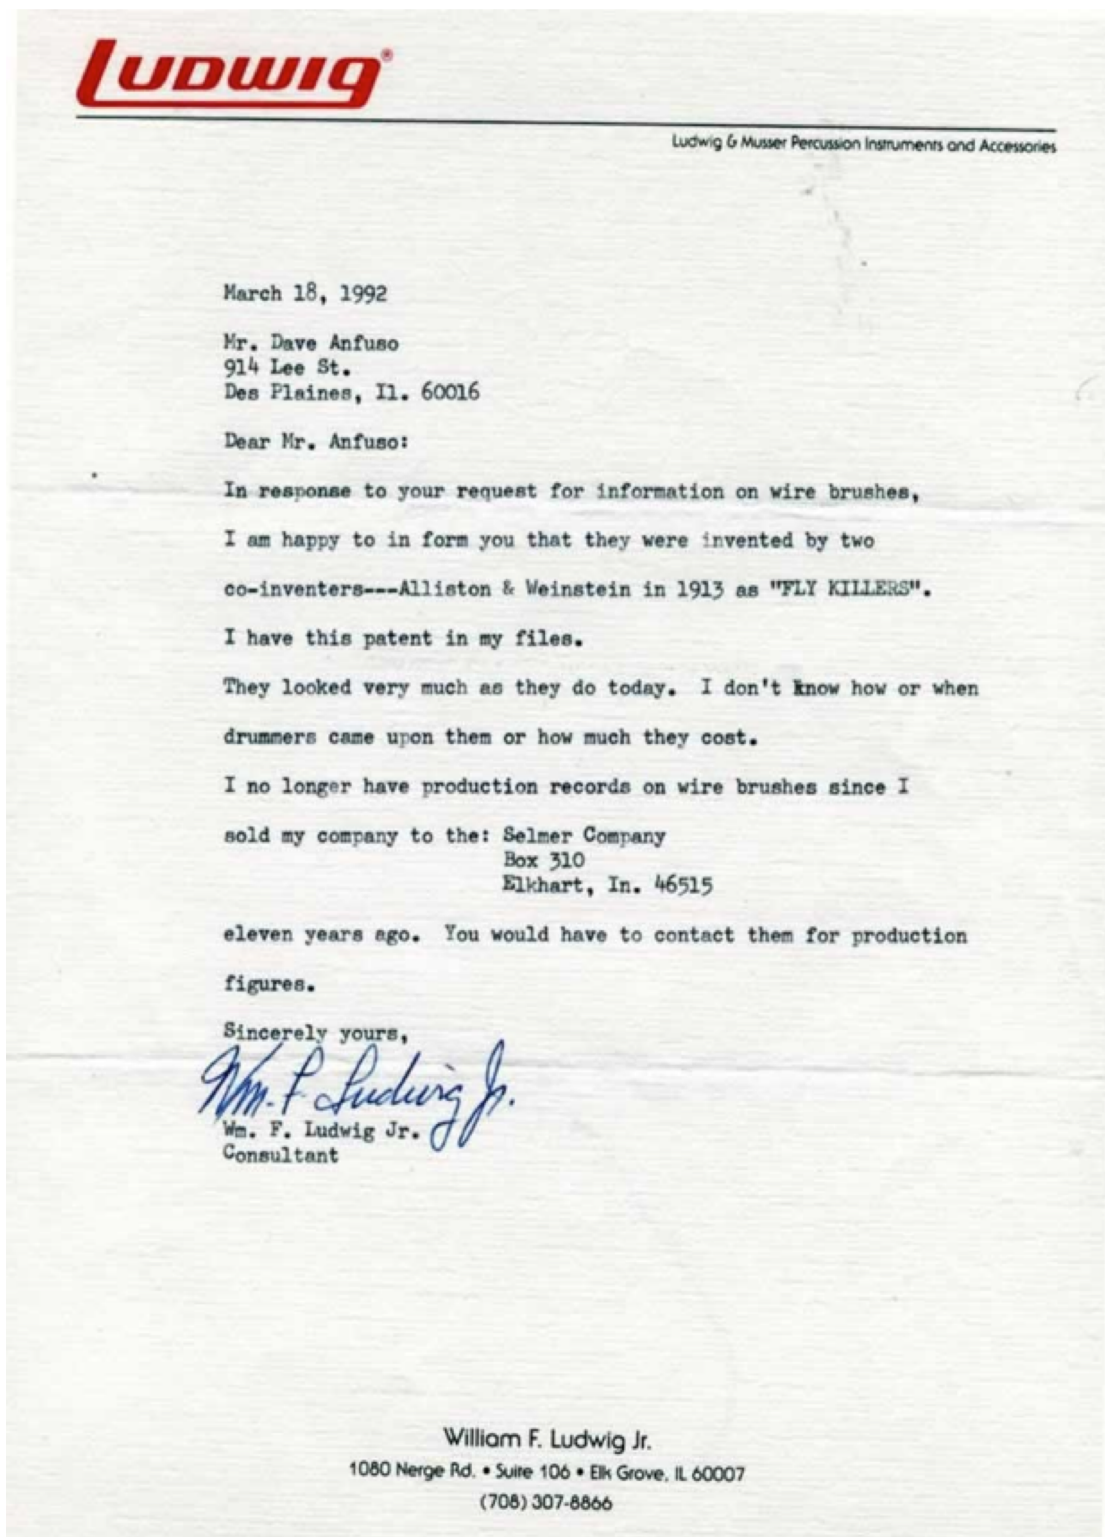 LUDWIG®
Ludwig & Musser Percussion Instruments and Accessories
March 18, 1992
Mr. Dave Anfuso
914 Lee St.
Des Plaines, Il. 60016
Dear Mr. Anfuso:
In response to your request for information on wire brushes,
I am happy to in form you that they were invented by two
co-inventers---Alliston & Weinstein in 1913 as "FLY KILLERS".
I have this patent in my files.
They looked very much as they do today. I don't know how or when
drummers came upon them or how much they cost.
I no longer have production records on wire brushes since I
sold my company to the: Selmer Company
Box 310
Elkhart, In. 46515
eleven years ago. You would have to contact them for production
figures.
Sincerely yours,
Wm. F. Ludwig Jr.
Wm. F. Ludwig Jr.
Consultant
William F. Ludwig Jr.
1080 Nerge Rd. • Suite 106 • Elk Grove, IL 60007
(708) 307-8866